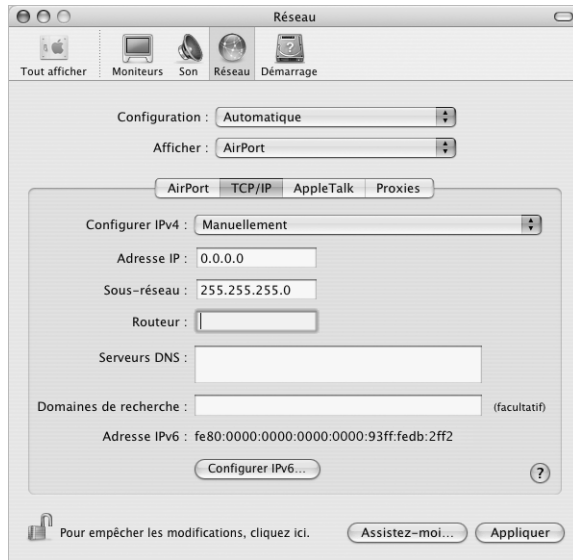 Réseau
Tout afficher Moniteurs Son Réseau Démarrage
Configuration : Automatique
Afficher : AirPort
AirPort TCP/IP AppleTalk Proxies
Configurer IPv4 : Manuellement
Adresse IP : 0.0.0.0
Sous-réseau : 255.255.255.0
Routeur :
Serveurs DNS :
Domaines de recherche : (facultatif)
Adresse IPv6 : fe80:0000:0000:0000:0000:93ff:fedb:2ff2
Configurer IPv6... ?
Pour empêcher les modifications, cliquez ici. Assistez-moi... Appliquer